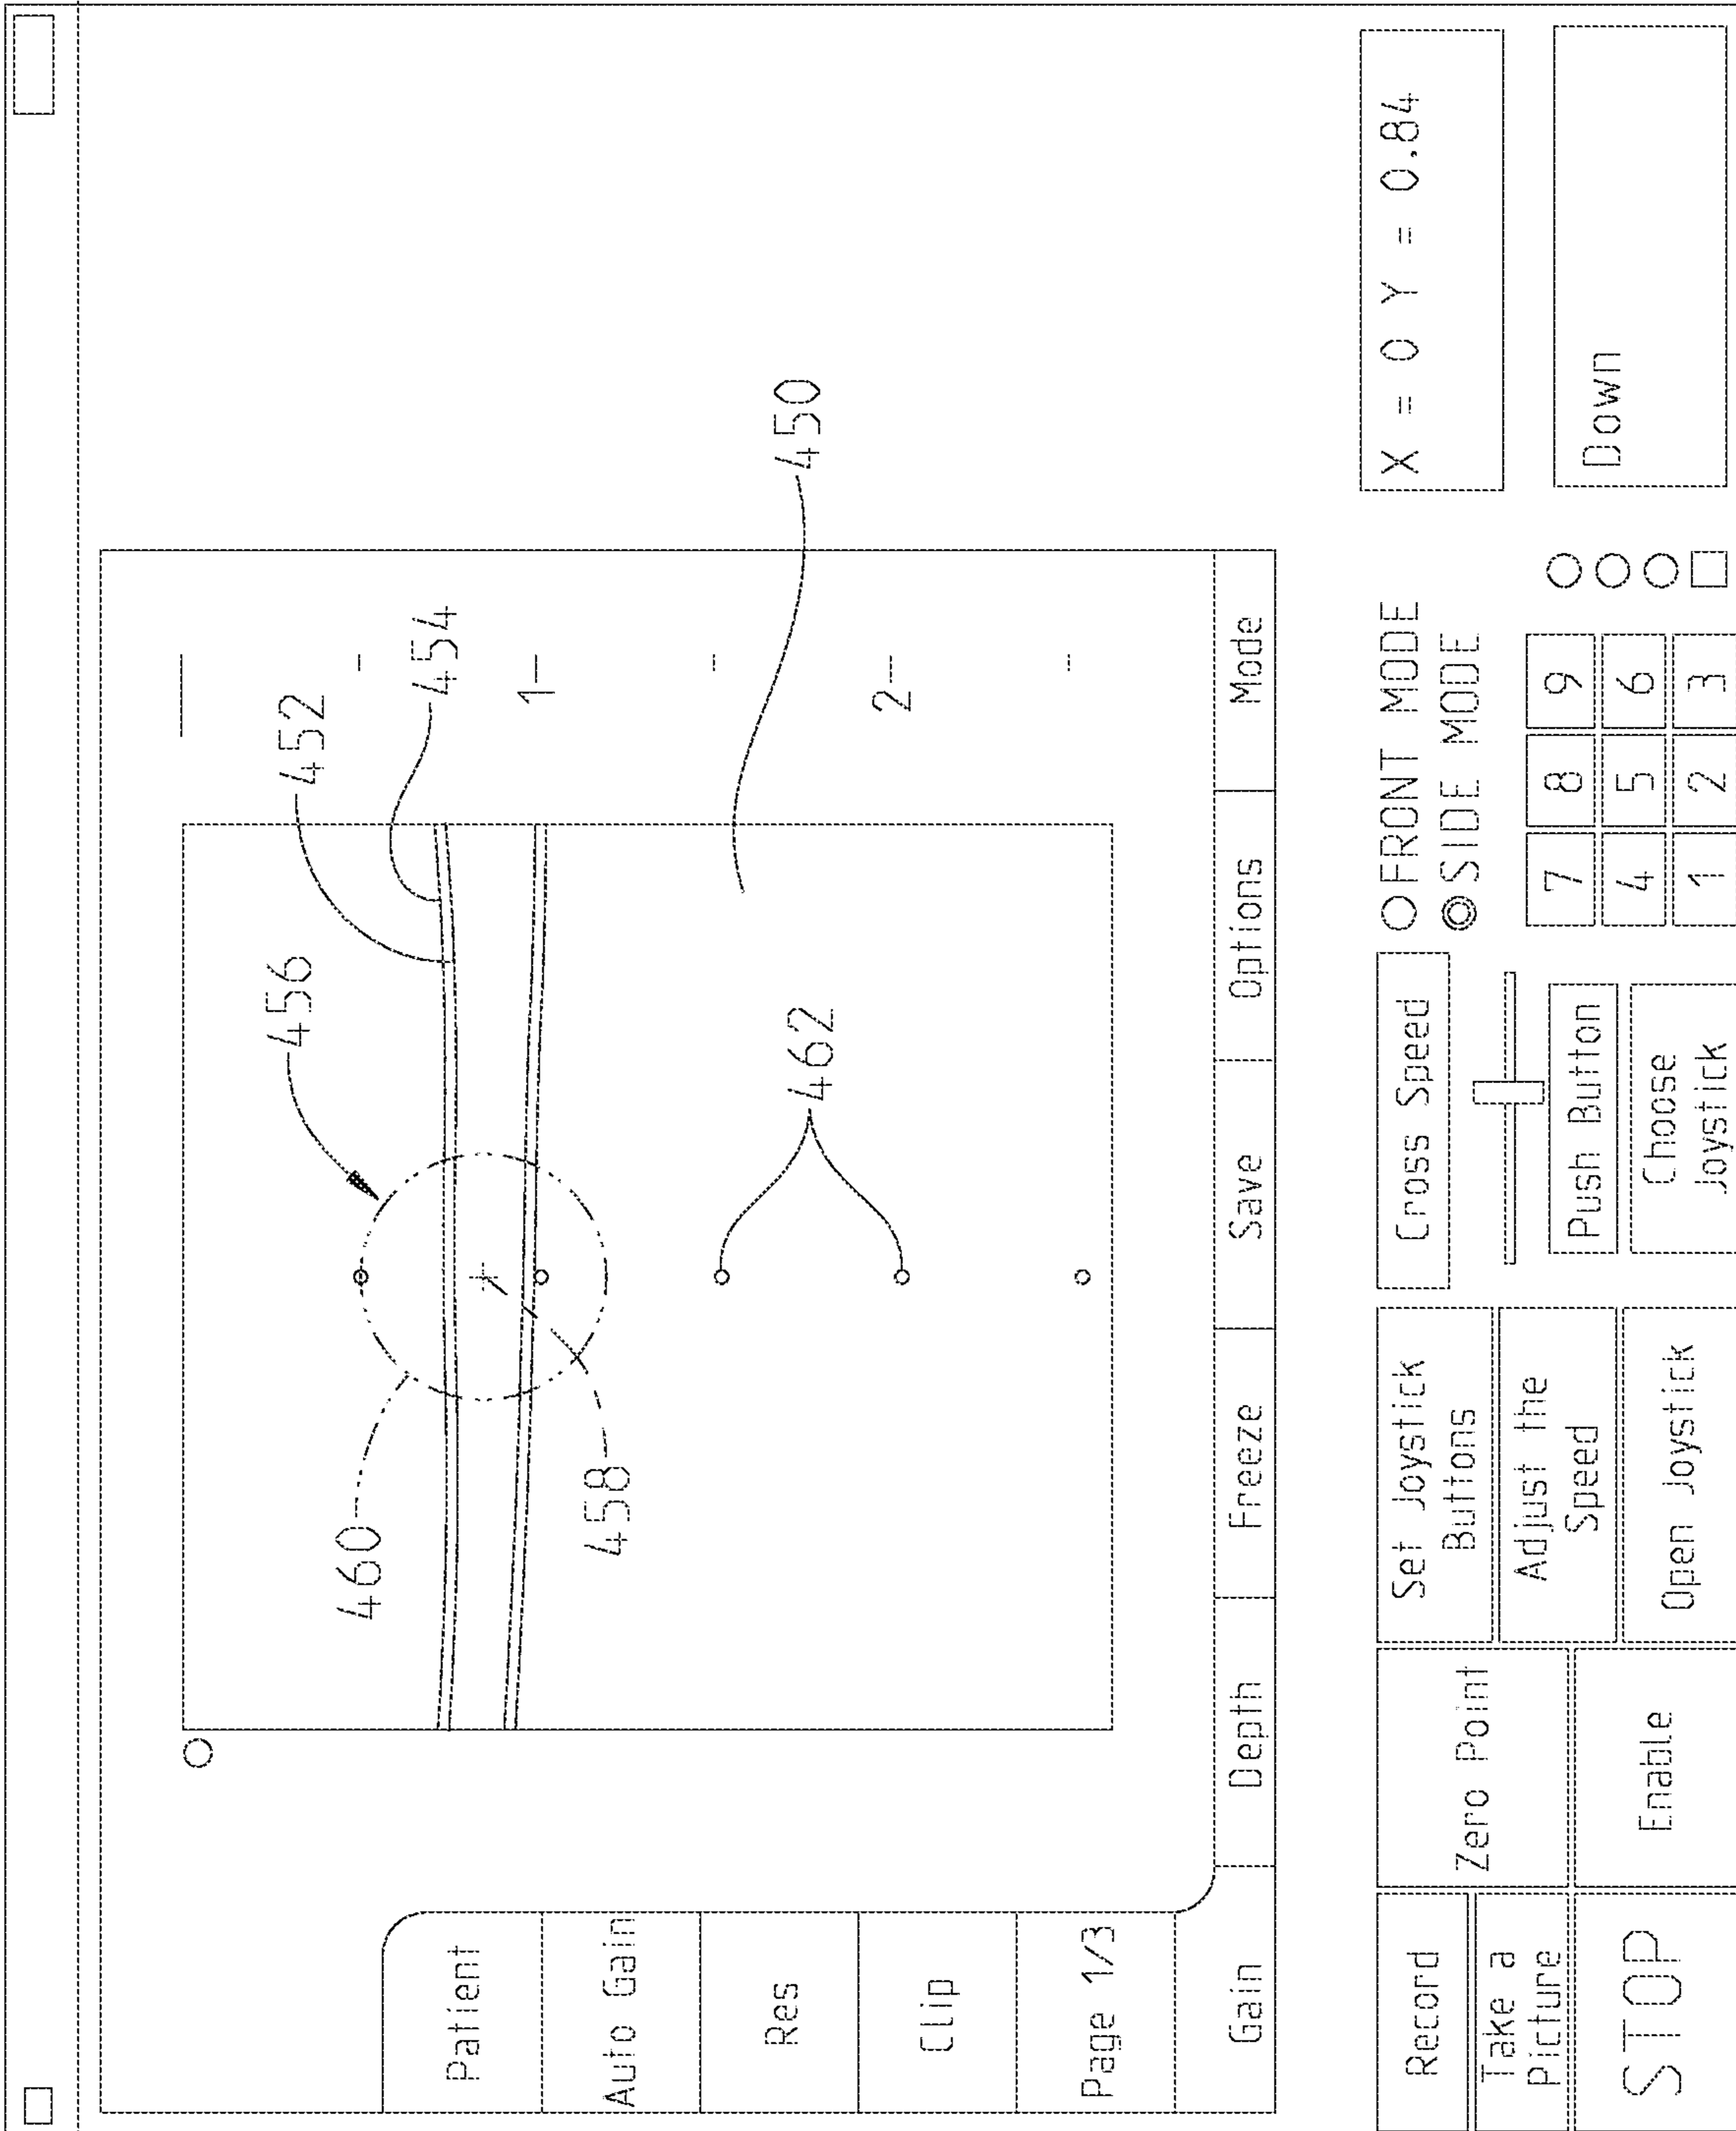 452
456
454
460
458
1
450
462
2
Patient
Auto Gain
Res
Clip
Page 1/3
Gain
Depth
Freeze
Save
Options
Mode
Record
Take a
Picture
STOP
Zero Point
Enable
Set Joystick
Buttons
Adjust the
Speed
Open Joystick
Cross Speed
Push Button
Choose
Joystick
FRONT MODE
SIDE MODE
7 8 9
4 5 6
1 2 3
X = 0 Y = 0.84
Down